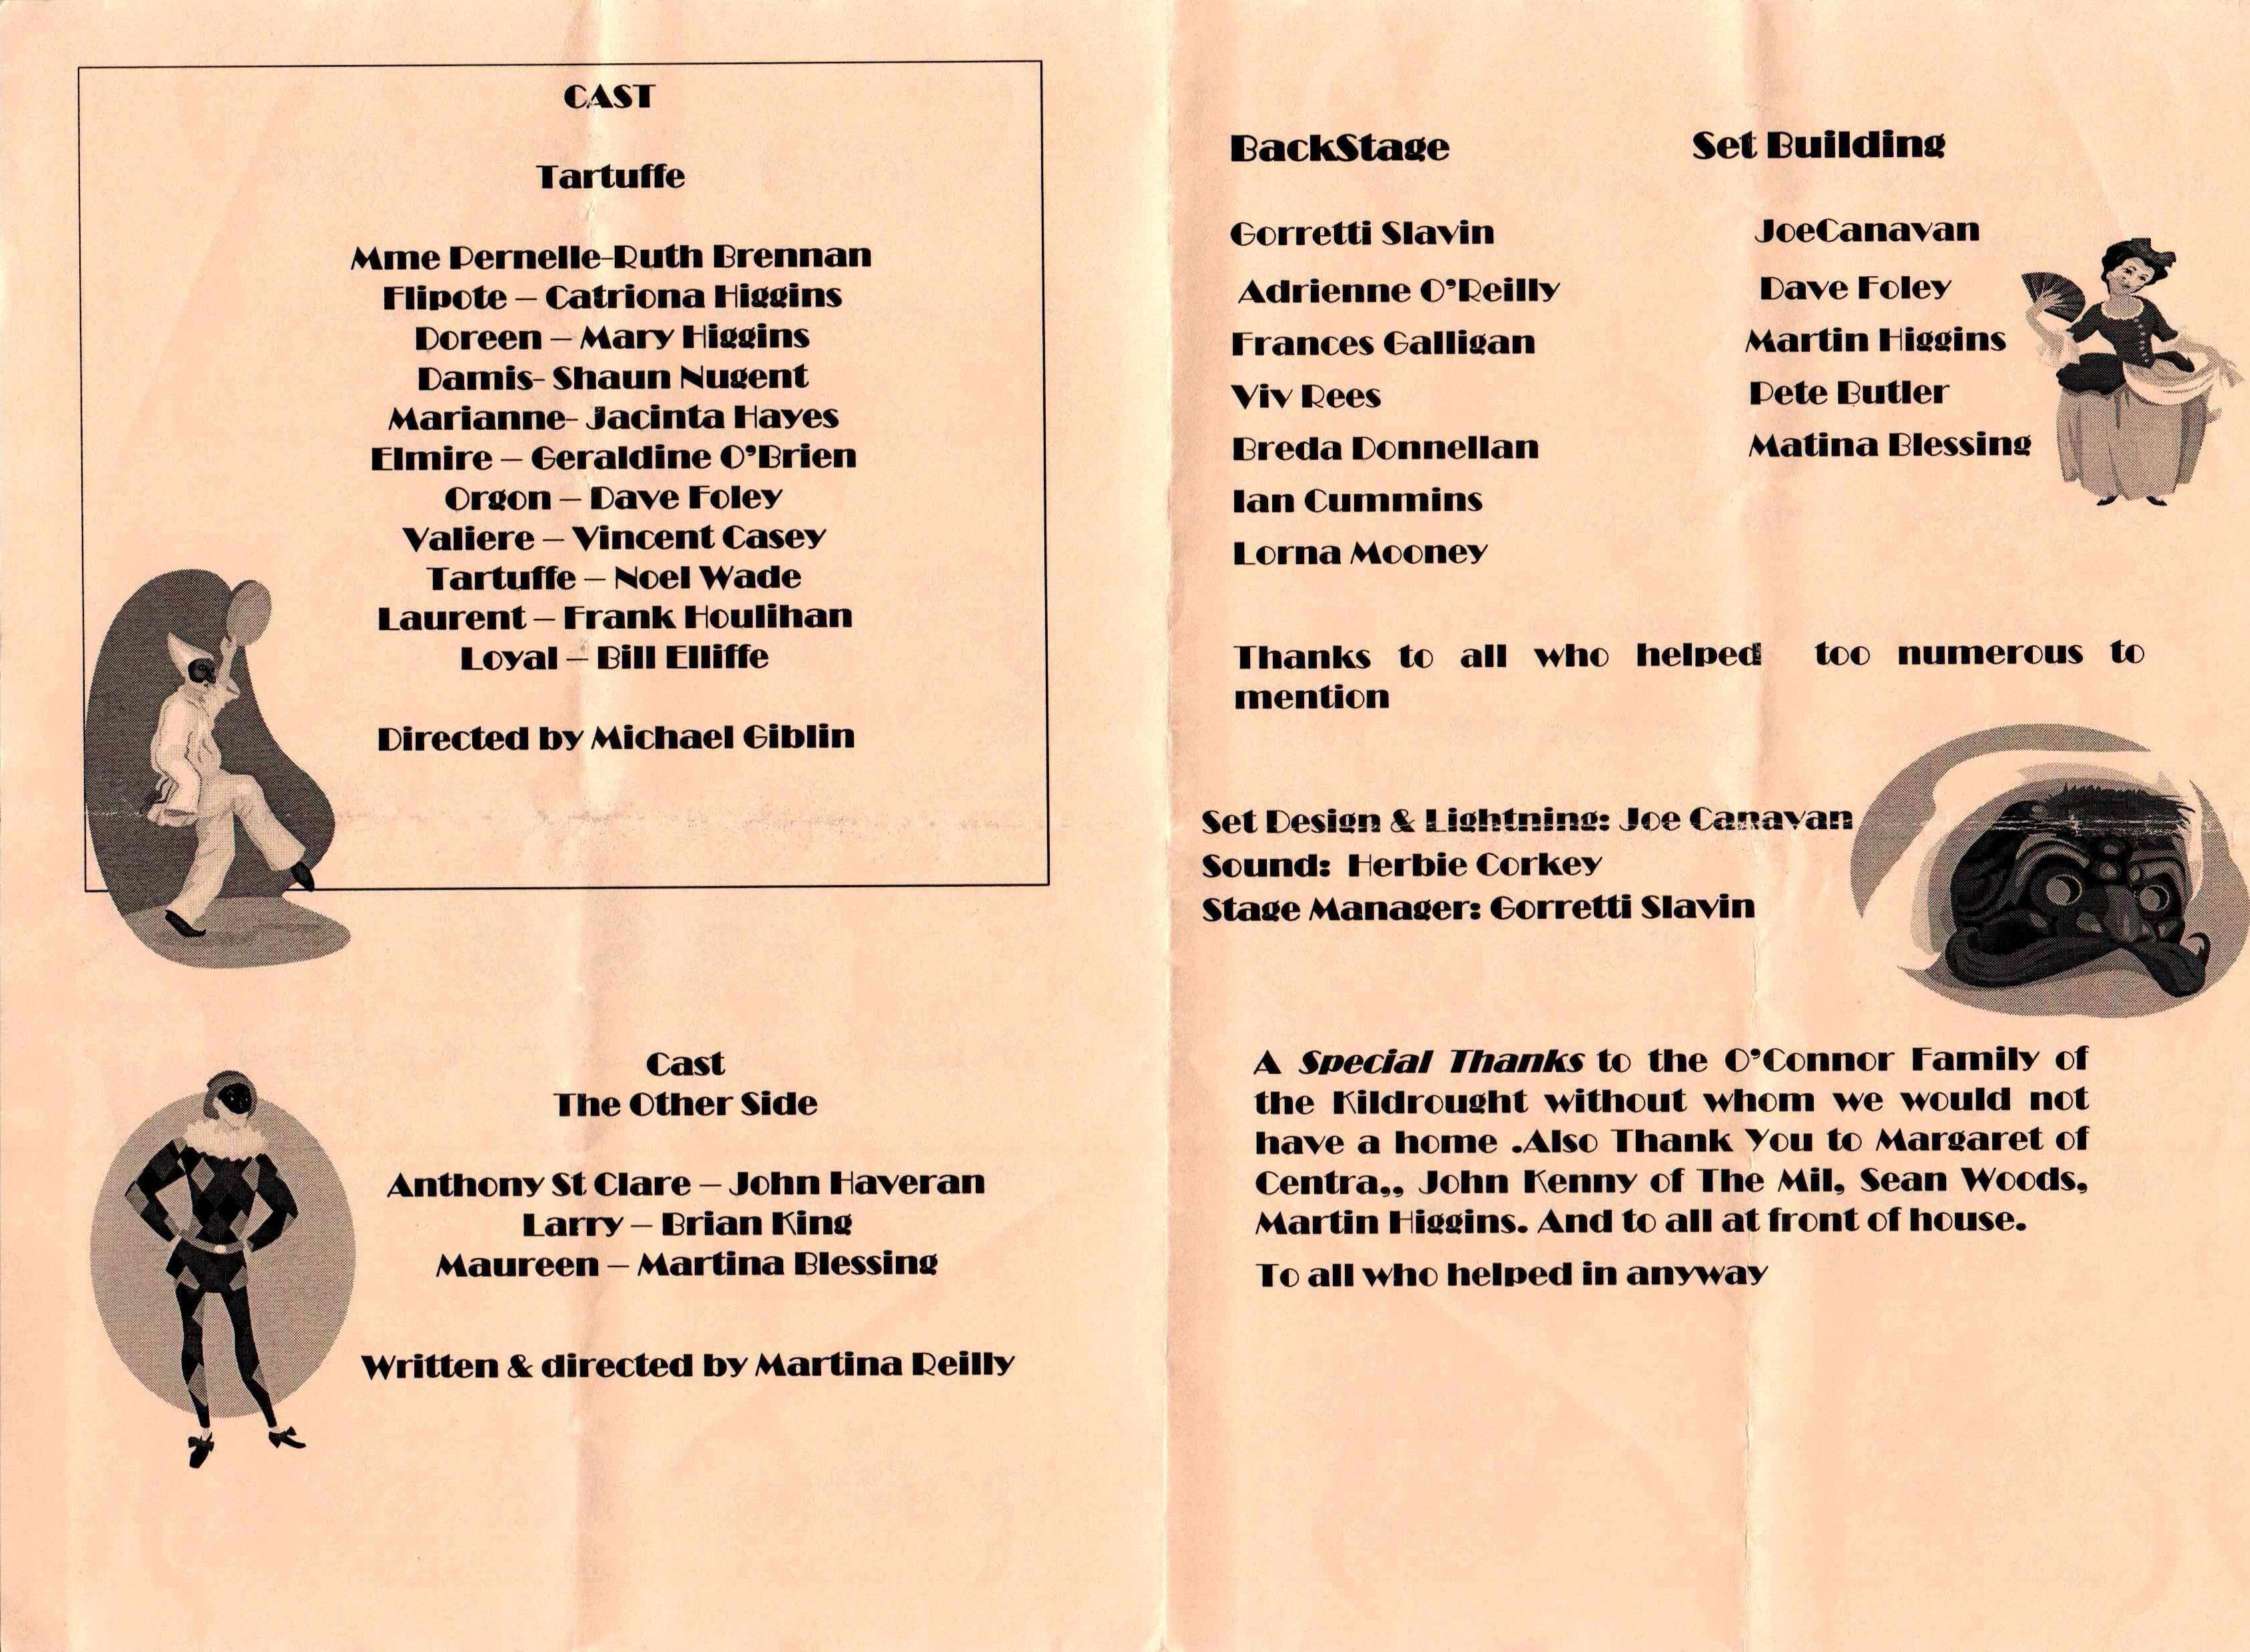 CAST
Tartuffe
Mme Pernelle-Ruth Brennan
Flipote – Catriona Higgins
Doreen – Mary Higgins
Damis- Shaun Nugent
Marianne- Jacinta Hayes
Elmire – Geraldine O'Brien
Orgon – Dave Foley
Valiere – Vincent Casey
Tartuffe – Noel Wade
Laurent – Frank Houlihan
Loyal – Bill Elliffe
Directed by Michael Giblin
Cast
The Other Side
Anthony St Clare – John Haveran
Larry – Brian King
Maureen – Martina Blessing
Written & directed by Martina Reilly
BackStage
Gorretti Slavin
Adrienne O'Reilly
Frances Galligan
Viv Rees
Breda Donnellan
Ian Cummins
Lorna Mooney
Set Building
JoeCanavan
Dave Foley
Martin Higgins
Pete Butler
Matina Blessing
Thanks to all who helped too numerous to
mention
Set Design & Lightning: Joe Canavan
Sound: Herbie Corkey
Stage Manager: Gorretti Slavin
A Special Thanks to the O'Connor Family of
the Kildrought without whom we would not
have a home .Also Thank You to Margaret of
Centra,, John Kenny of The Mil, Sean Woods,
Martin Higgins. And to all at front of house.
To all who helped in anyway